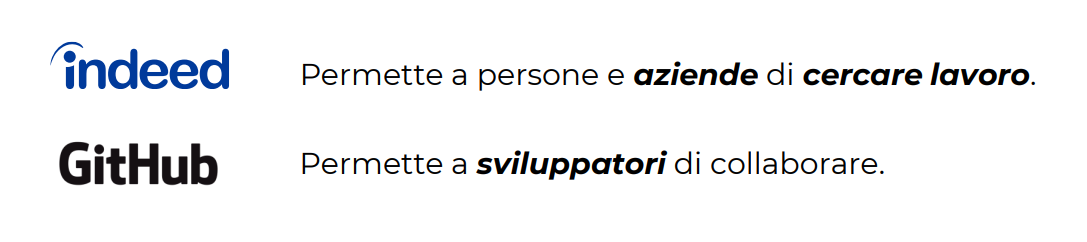 indeed
Permette a persone e aziende di cercare lavoro.
GitHub
Permette a sviluppatori di collaborare.